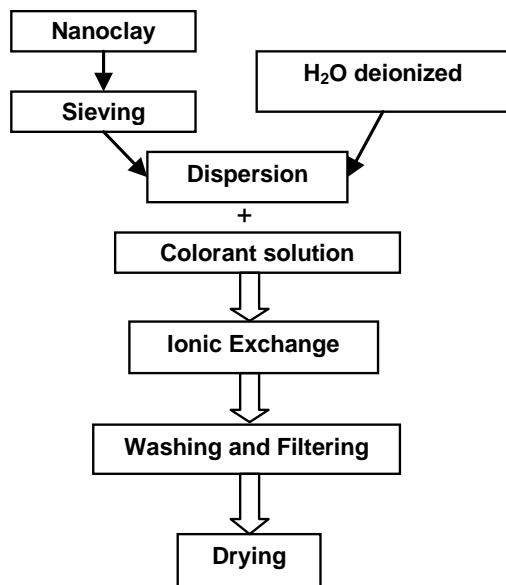 Nanoclay
H₂O deionized
Sieving
Dispersion
+
Colorant solution
Ionic Exchange
Washing and Filtering
Drying